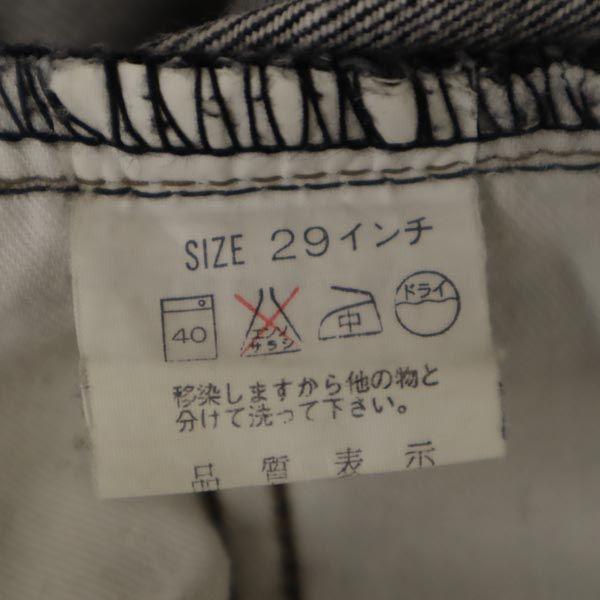 SIZE 29インチ
40 エンソサラシ 中 ドライ
移染しますから他の物と
分けて洗って下さい。
品質表示